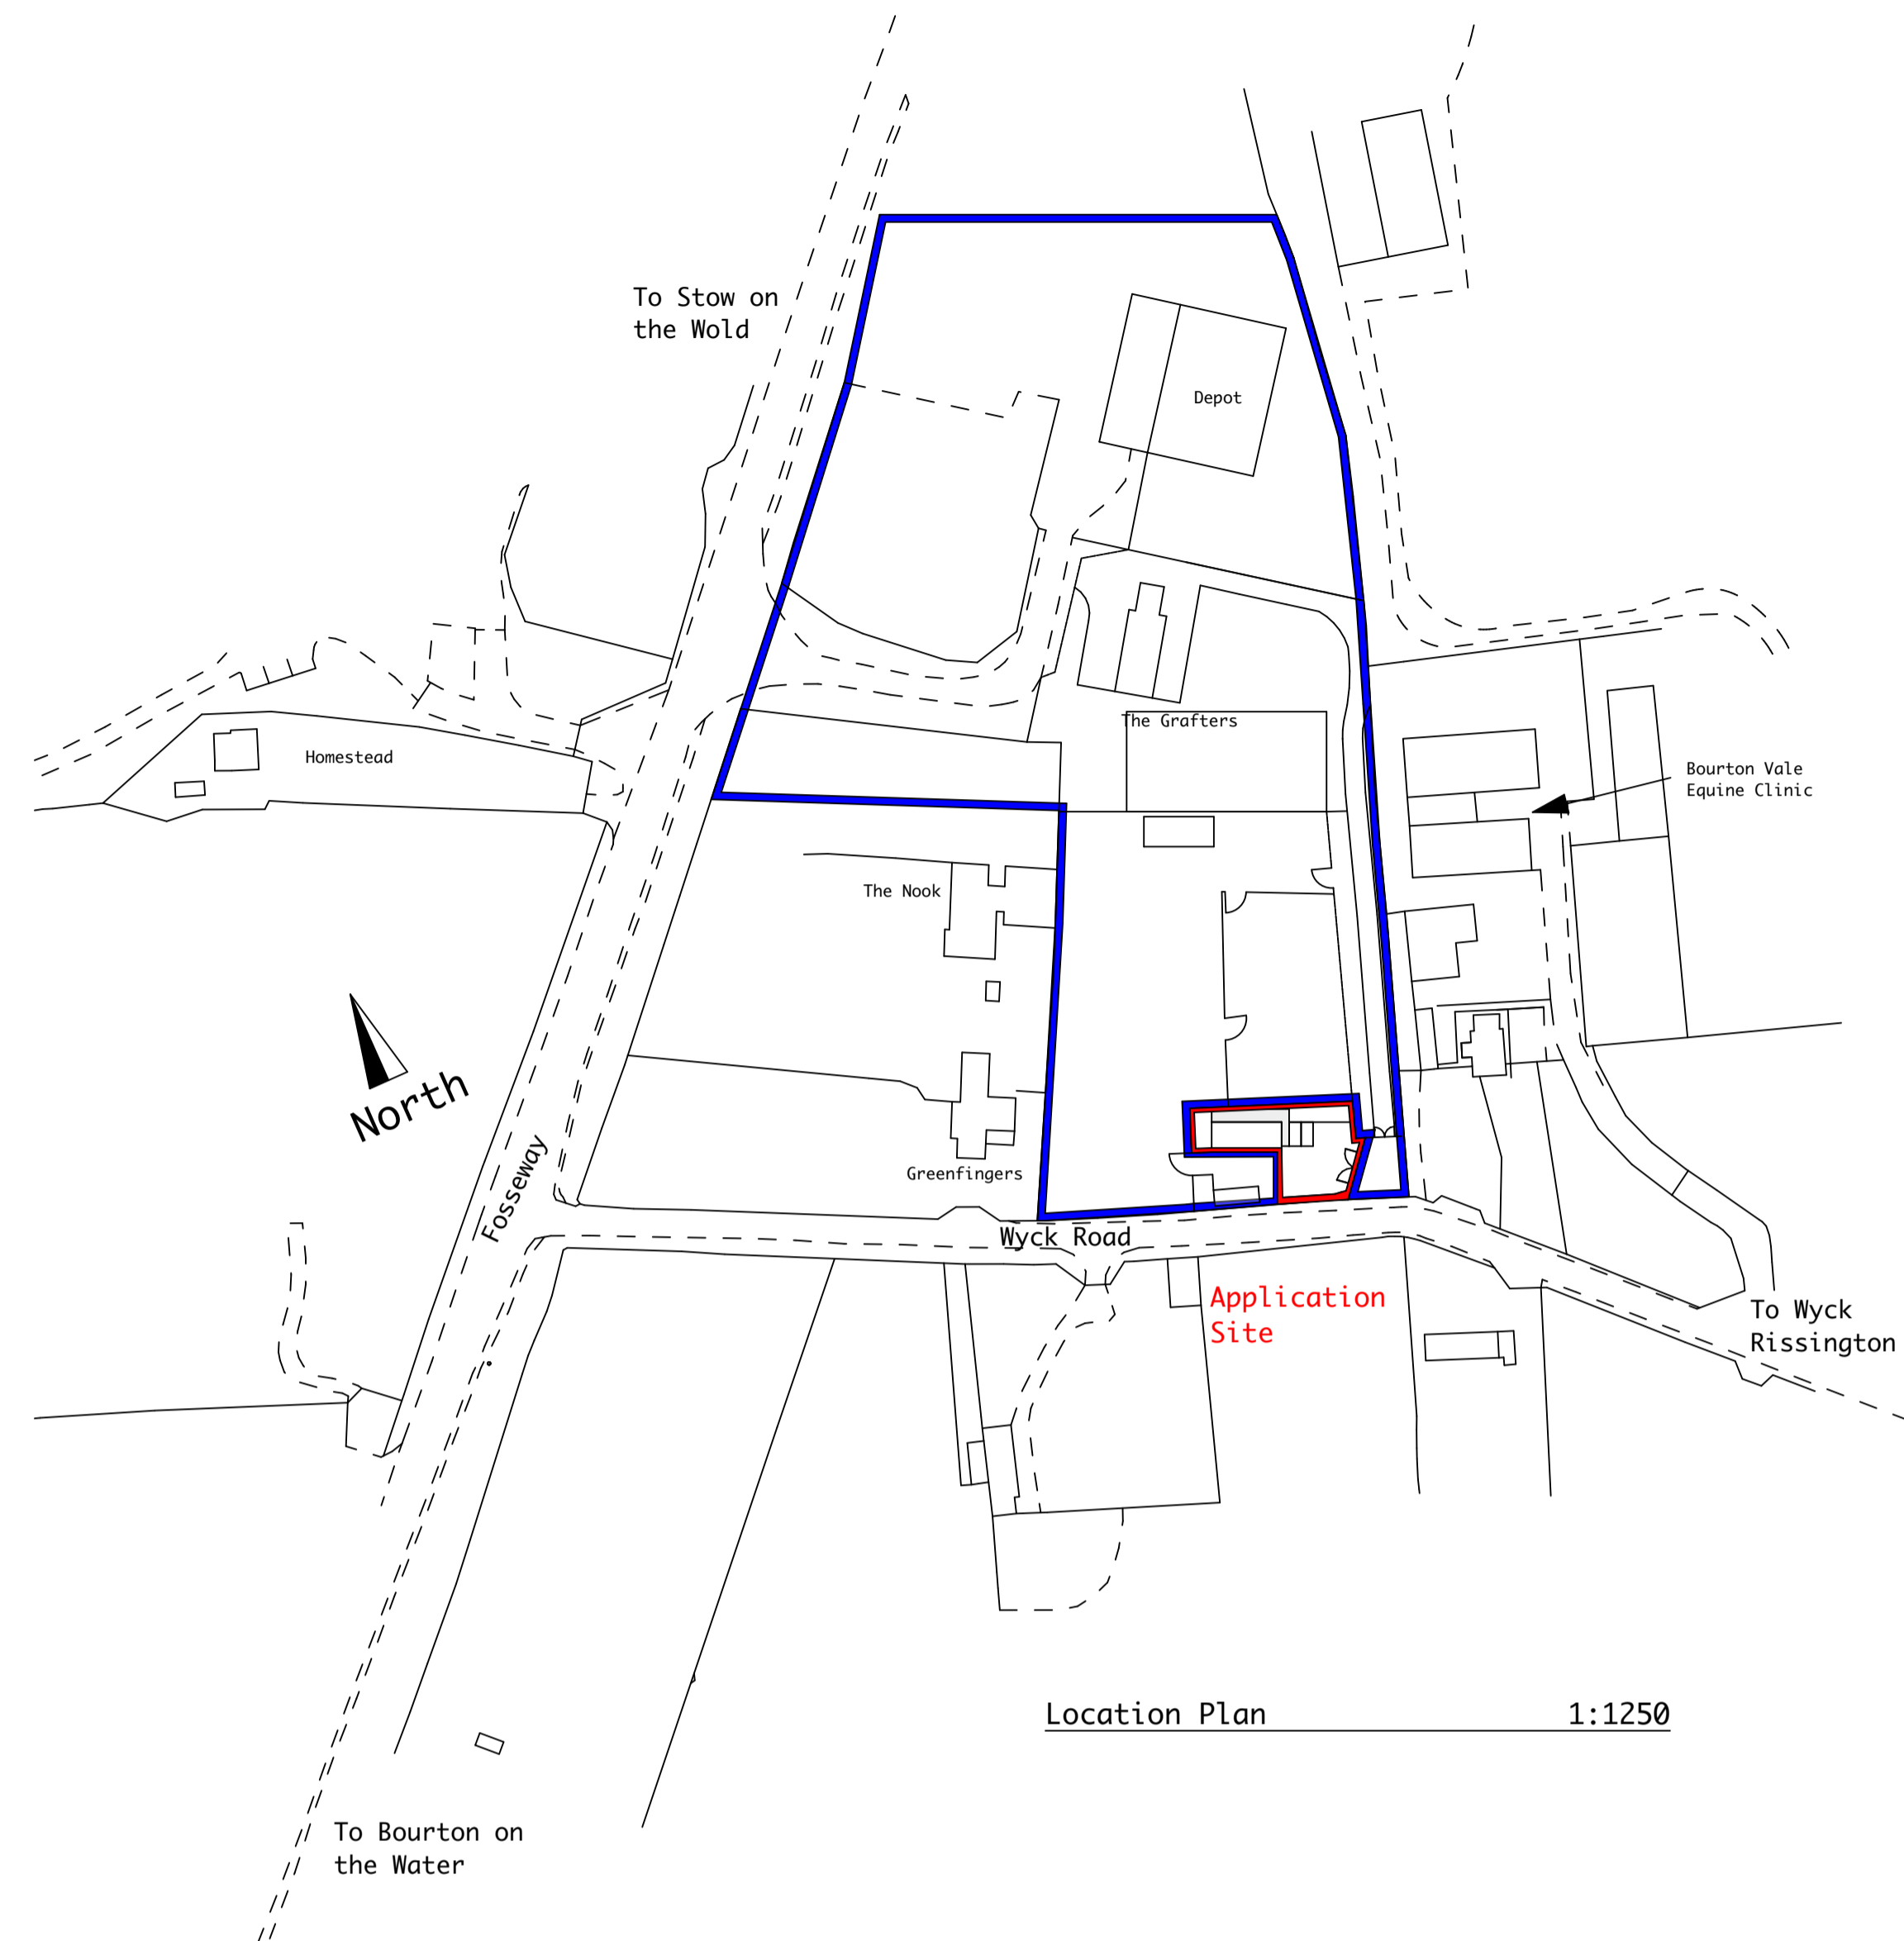 To Stow on
the Wold
Depot
The Grafters
Homestead
Bourton Vale
Equine Clinic
The Nook
North
Fosseway
Greenfingers
Wyck Road
Application
Site
To Wyck
Rissington
Location Plan 1:1250
To Bourton on
the Water